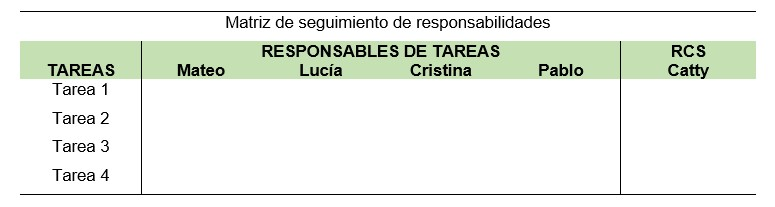 Matriz de seguimiento de responsabilidades
RESPONSABLES DE TAREAS RCS
TAREAS Mateo Lucía Cristina Pablo Catty
Tarea 1
Tarea 2
Tarea 3
Tarea 4